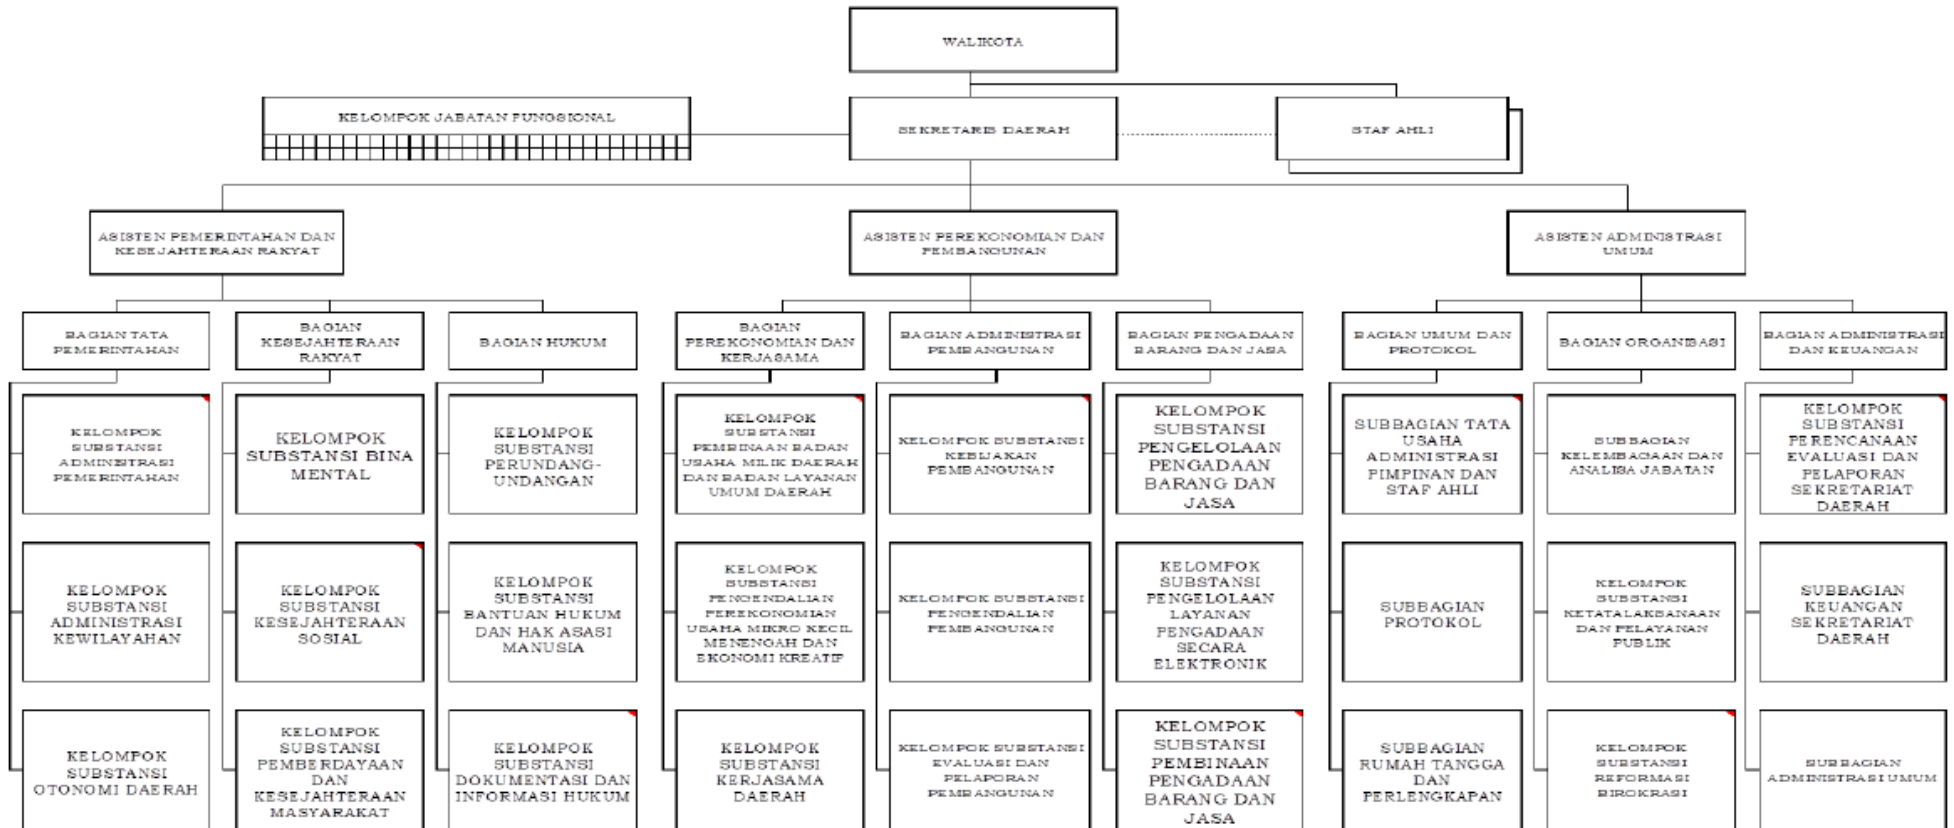 WALIKOTA
KELOMPOK JABATAN FUNGSIONAL
SEKRETARIS DAERAH
STAF AHLI
ASISTEN PEMERINTAHAN DAN
KESEJAHTERAAN RAKYAT
ASISTEN PEREKONOMIAN DAN
PEMBANGUNAN
ASISTEN ADMINISTRASI
UMUM
BAGIAN TATA
PEMERINTAHAN
BAGIAN
KESEJAHTERAAN
RAKYAT
BAGIAN HUKUM
BAGIAN
PEREKONOMIAN DAN
KERJASAMA
BAGIAN ADMINISTRASI
PEMBANGUNAN
BAGIAN PENGADAAN
BARANG DAN JASA
BAGIAN UMUM DAN
PROTOKOL
BAGIAN ORGANISASI
BAGIAN ADMINISTRASI
DAN KEUANGAN
KELOMPOK
SUBSTANSI
ADMINISTRASI
PEMERINTAHAN
KELOMPOK
SUBSTANSI BINA
MENTAL
KELOMPOK
SUBSTANSI
PERUNDANG-
UNDANGAN
KELOMPOK
SUBSTANSI
PEMBINAAN BADAN
USAHA MILIK DAERAH
DAN BADAN LAYANAN
UMUM DAERAH
KELOMPOK SUBSTANSI
KEBIJAKAN
PEMBANGUNAN
KELOMPOK
SUBSTANSI
PENGELOLAAN
PENGADAAN
BARANG DAN
JASA
SUBBAGIAN TATA
USAHA
ADMINISTRASI
PIMPINAN DAN
STAF AHLI
SUBBAGIAN
KELEMBAGAAN DAN
ANALISA JABATAN
KELOMPOK
SUBSTANSI
PERENCANAAN
EVALUASI DAN
PELAPORAN
SEKRETARIAT
DAERAH
KELOMPOK
SUBSTANSI
ADMINISTRASI
KEWILAYAHAN
KELOMPOK
SUBSTANSI
KESEJAHTERAAN
SOSIAL
KELOMPOK
SUBSTANSI
BANTUAN HUKUM
DAN HAK ASASI
MANUSIA
KELOMPOK
SUBSTANSI
PENGENDALIAN
PEREKONOMIAN
USAHA MIKRO KECIL
MENENGAH DAN
EKONOMI KREATIF
KELOMPOK SUBSTANSI
PENGENDALIAN
PEMBANGUNAN
KELOMPOK
SUBSTANSI
PENGELOLAAN
LAYANAN
PENGADAAN
SECARA
ELEKTRONIK
SUBBAGIAN
PROTOKOL
KELOMPOK
SUBSTANSI
KETATALAKSANAAN
DAN PELAYANAN
PUBLIK
SUBBAGIAN
KEUANGAN
SEKRETARIAT
DAERAH
KELOMPOK
SUBSTANSI
OTONOMI DAERAH
KELOMPOK
SUBSTANSI
PEMBERDAYAAN
DAN
KESEJAHTERAAN
MASYARAKAT
KELOMPOK
SUBSTANSI
DOKUMENTASI DAN
INFORMASI HUKUM
KELOMPOK
SUBSTANSI
KERJASAMA
DAERAH
KELOMPOK SUBSTANSI
EVALUASI DAN
PELAPORAN
PEMBANGUNAN
KELOMPOK
SUBSTANSI
PEMBINAAN
PENGADAAN
BARANG DAN
JASA
SUBBAGIAN
RUMAH TANGGA
DAN
PERLENGKAPAN
KELOMPOK
SUBSTANSI
REFORMASI
BIROKRASI
SUBBAGIAN
ADMINISTRASI UMUM